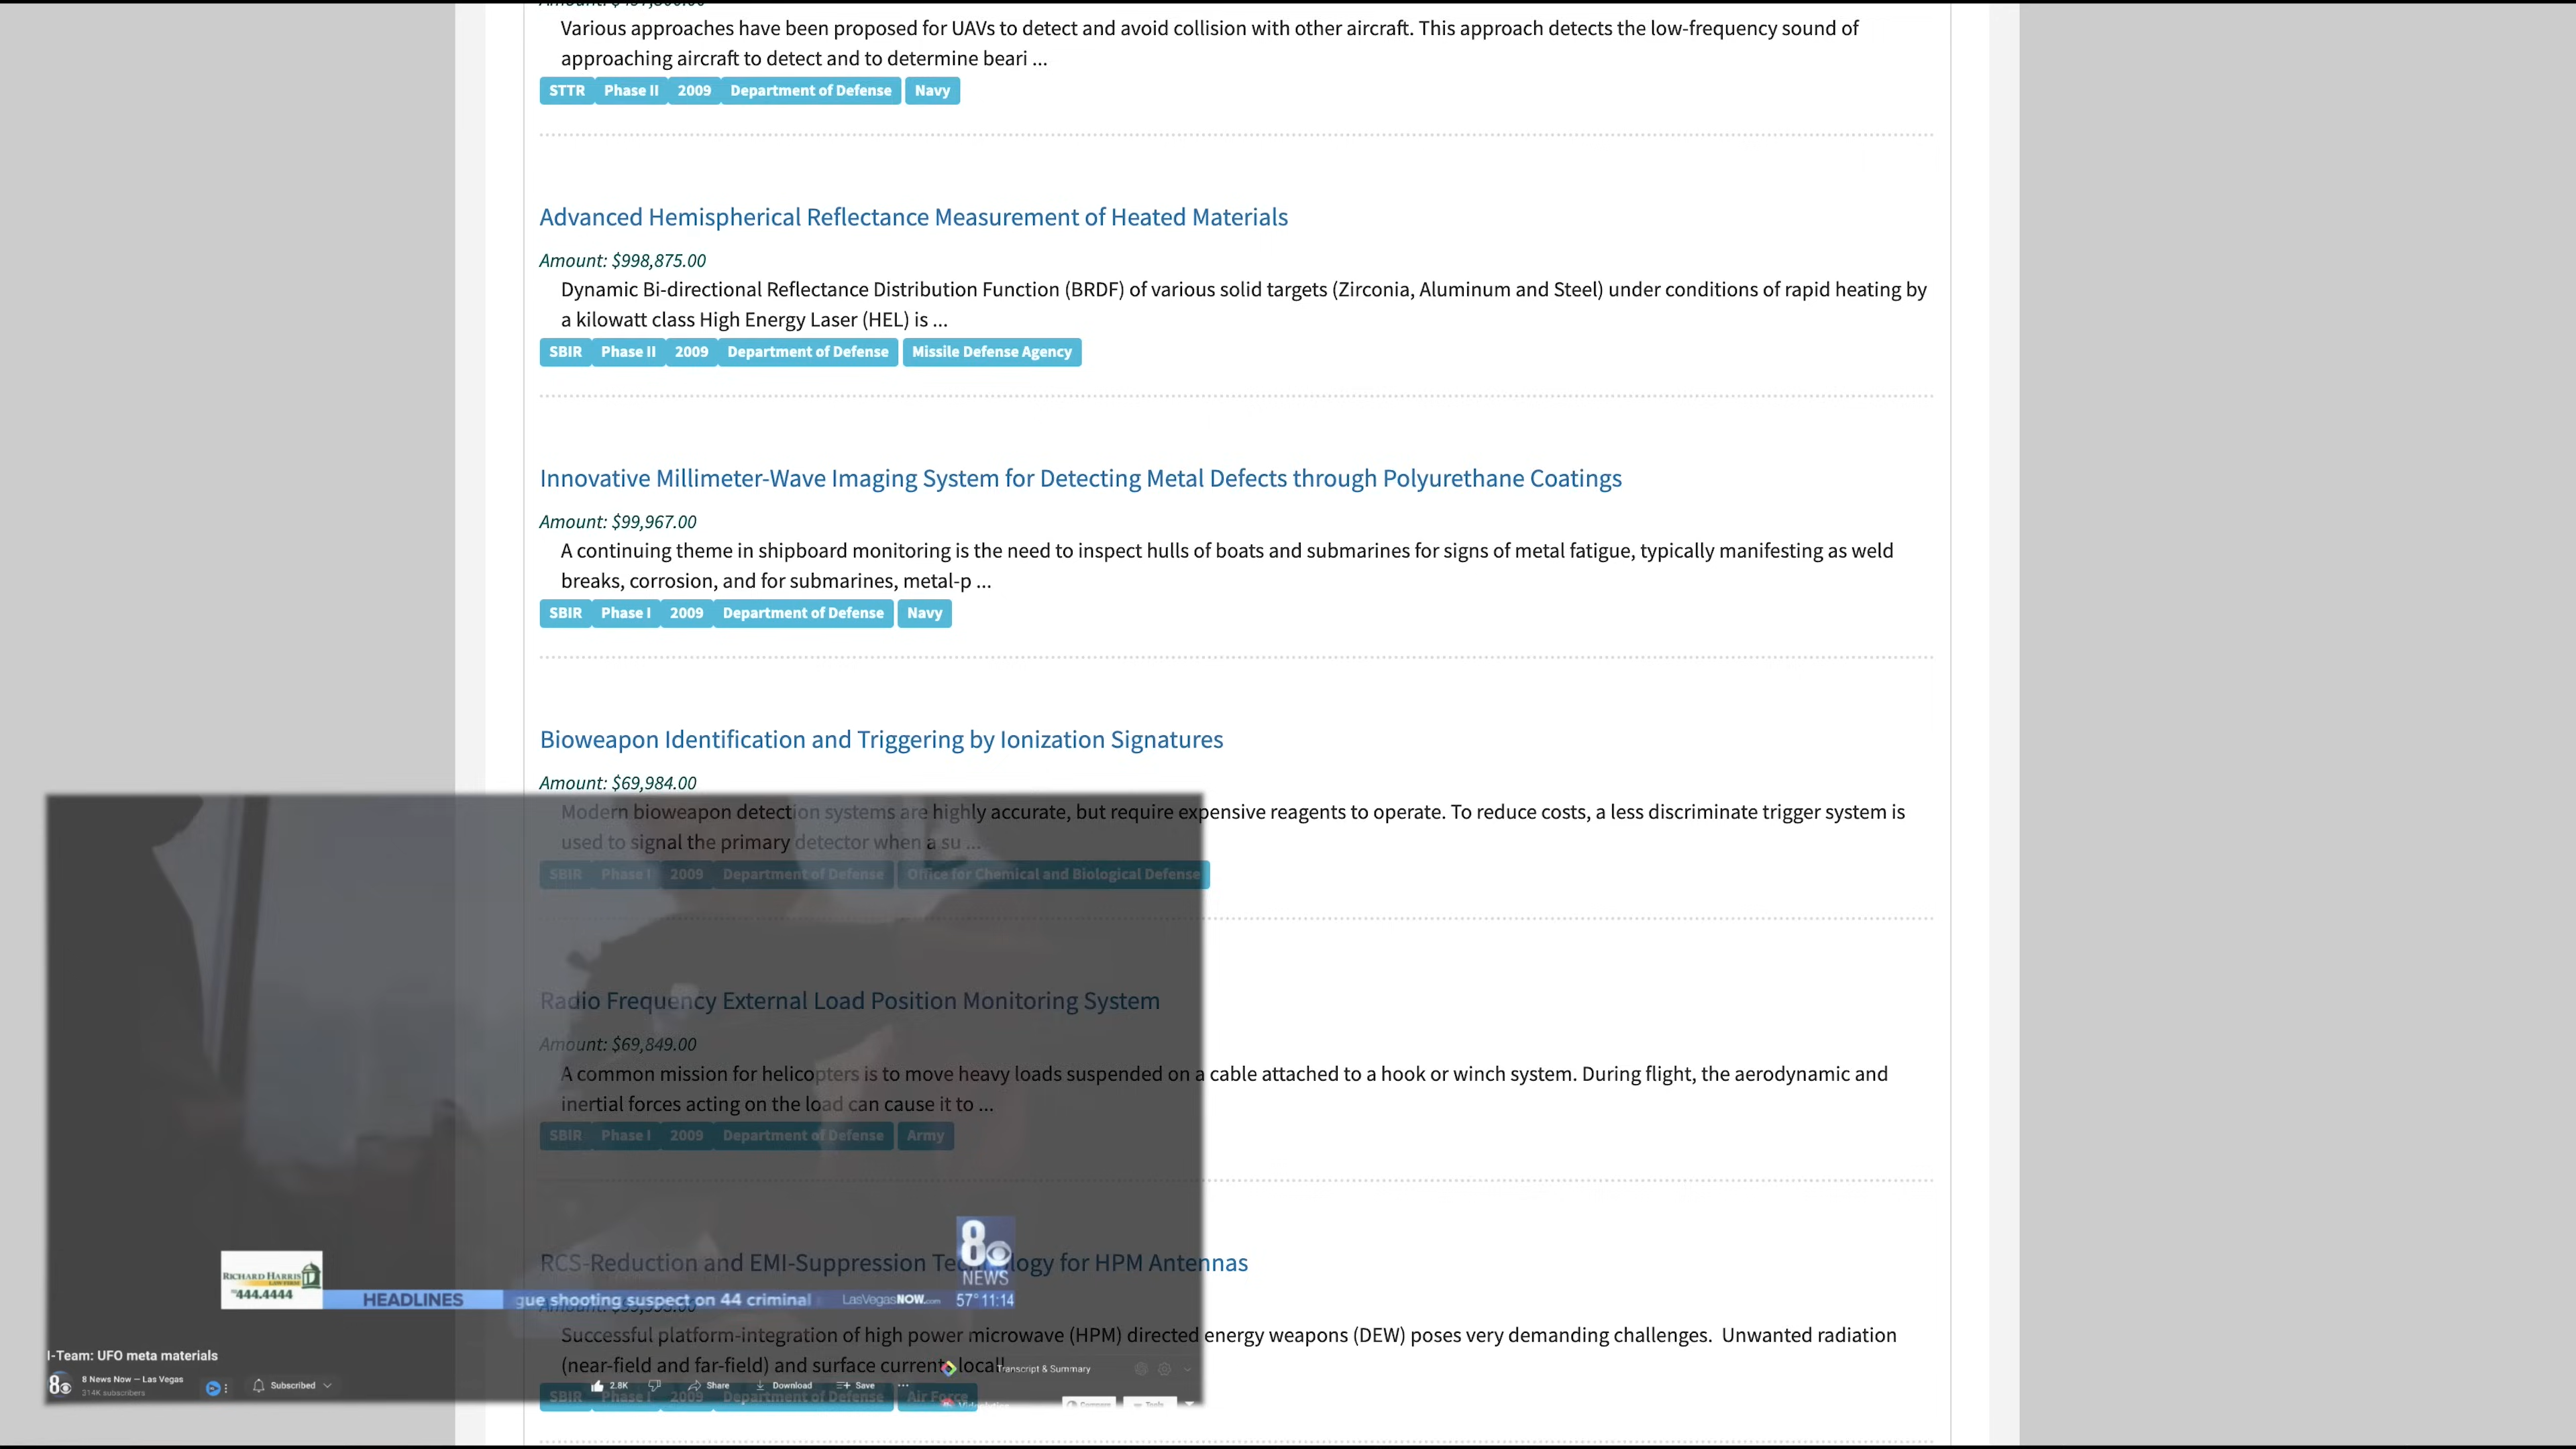 Various approaches have been proposed for UAVs to detect and avoid collision with other aircraft. This approach detects the low-frequency sound of
approaching aircraft to detect and to determine beari ...
STTR Phase II 2009 Department of Defense Navy
Advanced Hemispherical Reflectance Measurement of Heated Materials
Amount: $998,875.00
Dynamic Bi-directional Reflectance Distribution Function (BRDF) of various solid targets (Zirconia, Aluminum and Steel) under conditions of rapid heating by
a kilowatt class High Energy Laser (HEL) is ...
SBIR Phase II 2009 Department of Defense Missile Defense Agency
Innovative Millimeter-Wave Imaging System for Detecting Metal Defects through Polyurethane Coatings
Amount: $99,967.00
A continuing theme in shipboard monitoring is the need to inspect hulls of boats and submarines for signs of metal fatigue, typically manifesting as weld
breaks, corrosion, and for submarines, metal-p ...
SBIR Phase I 2009 Department of Defense Navy
Bioweapon Identification and Triggering by Ionization Signatures
Amount: $69,984.00
Modern bioweapon detection systems are highly accurate, but require expensive reagents to operate. To reduce costs, a less discriminate trigger system is
used to signal the primary detector when a su ...
SBIR Phase I 2009 Department of Defense Office for Chemical and Biological Defense
Radio Frequency External Load Position Monitoring System
Amount: $69,849.00
A common mission for helicopters is to move heavy loads suspended on a cable attached to a hook or winch system. During flight, the aerodynamic and
inertial forces acting on the load can cause it to ...
SBIR Phase I 2009 Department of Defense Army
RCS-Reduction and EMI-Suppression Te logy for HPM Antennas
8 NEWS
RICHARD HARRIS
LAW FIRM
444.4444
HEADLINES gue shooting suspect on 44 criminal LasVegasNOW.com 57° 11:14
Successful platform-integration of high power microwave (HPM) directed energy weapons (DEW) poses very demanding challenges. Unwanted radiation
(near-field and far-field) and surface current locall
SBIR Phase I 2009 Department of Defense Air Force
I-Team: UFO meta materials
8 News Now — Las Vegas
314K subscribers
Subscribed
2.8K Share Download Save ...
Transcript & Summary